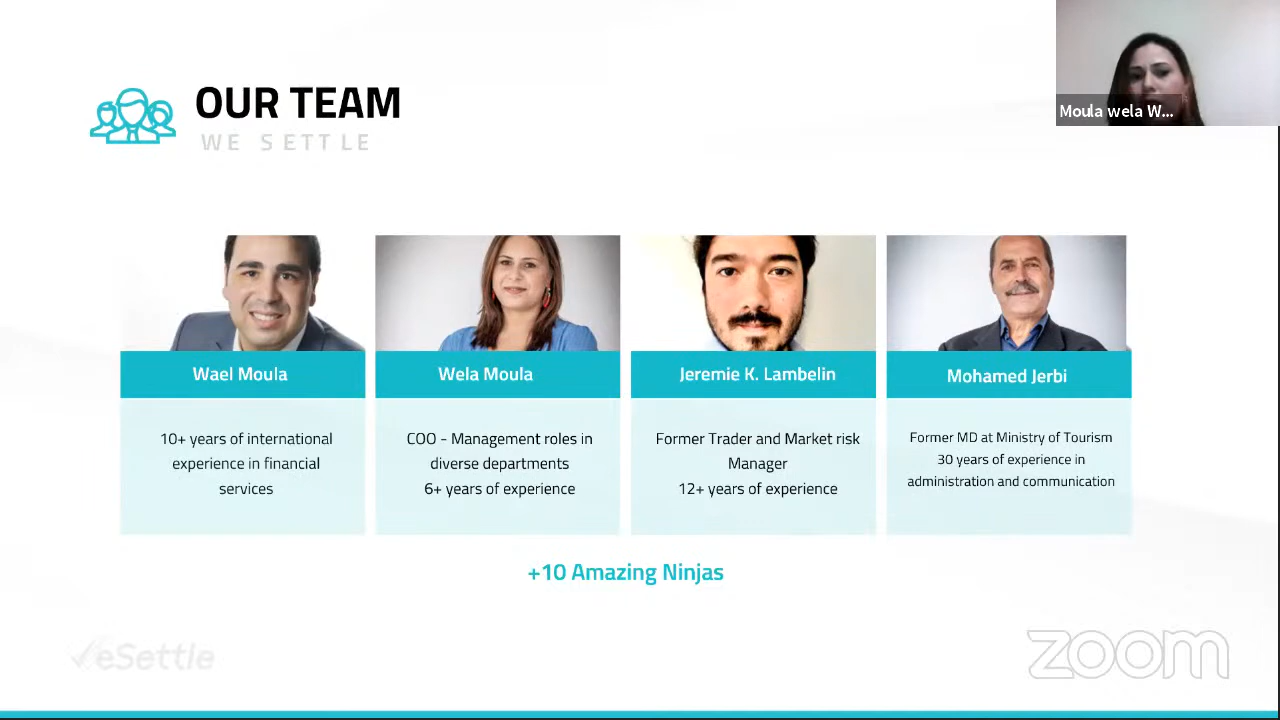 Moula wela W...
OUR TEAM
WE SETTLE
Wael Moula
10+ years of international
experience in financial
services
Wela Moula
COO - Management roles in
diverse departments
6+ years of experience
Jeremie K. Lambelin
Former Trader and Market risk
Manager
12+ years of experience
Mohamed Jerbi
Former MD at Ministry of Tourism
30 years of experience in
administration and communication
+10 Amazing Ninjas
eSettle
zoom